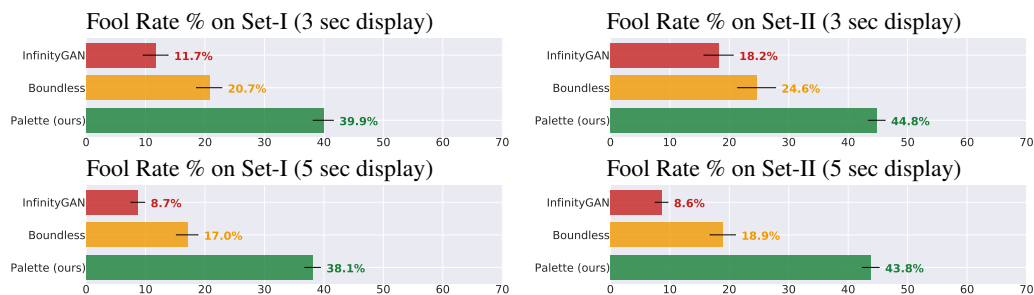 Fool Rate % on Set-I (3 sec display)
InfinityGAN
11.7%
Boundless
20.7%
Palette (ours)
39.9%
0 10 20 30 40 50 60 70
Fool Rate % on Set-II (3 sec display)
18.2%
24.6%
44.8%
0 10 20 30 40 50 60 70
Fool Rate % on Set-I (5 sec display)
InfinityGAN
8.7%
Boundless
17.0%
Palette (ours)
38.1%
0 10 20 30 40 50 60 70
Fool Rate % on Set-II (5 sec display)
InfinityGAN
8.6%
Boundless
18.9%
Palette (ours)
43.8%
0 10 20 30 40 50 60 70